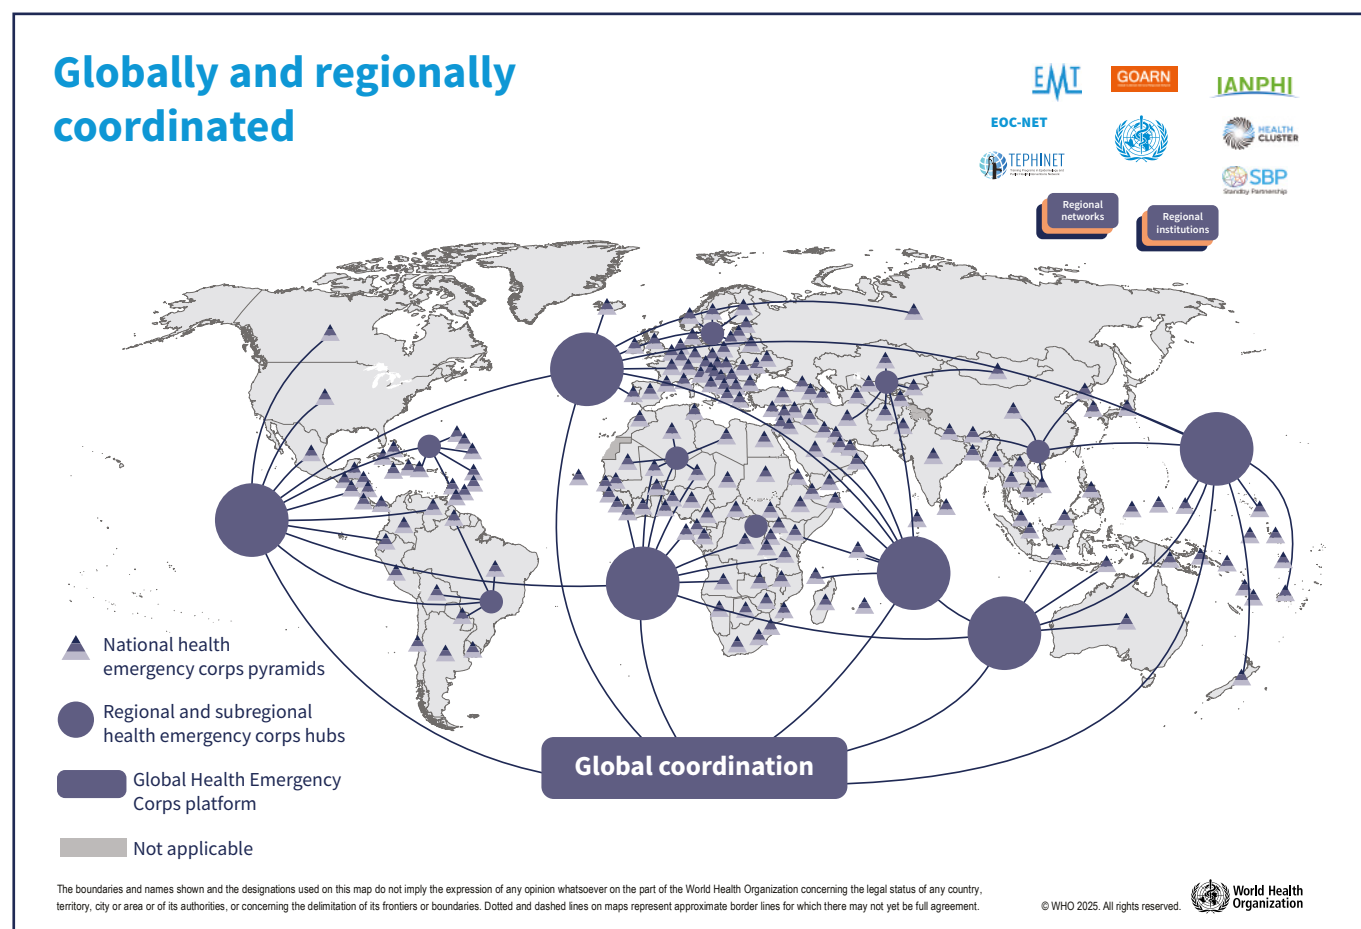 Globally and regionally
coordinated
EMT
GOARN
IANPHI
EOC-NET
HEALTH
CLUSTER
TEPHINET
SBP
Standby Partnership
Regional
networks
Regional
institutions
National health
emergency corps pyramids
Regional and subregional
health emergency corps hubs
Global Health Emergency
Corps platform
Not applicable
Global coordination
The boundaries and names shown and the designations used on this map do not imply the expression of any opinion whatsoever on the part of the World Health Organization concerning the legal status of any country,
territory, city or area or of its authorities, or concerning the delimitation of its frontiers or boundaries. Dotted and dashed lines on maps represent approximate border lines for which there may not yet be full agreement.
© WHO 2025. All rights reserved.
World Health
Organization